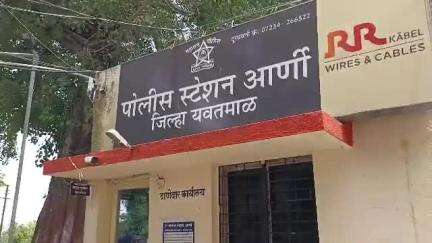 दूरध्वनी क्र. 07234-266522
पोलीस स्टेशन आर्णी
जिल्हा यवतमाळ
RR KABEL
WIRES & CABLES
ठाणेदार कार्यालय